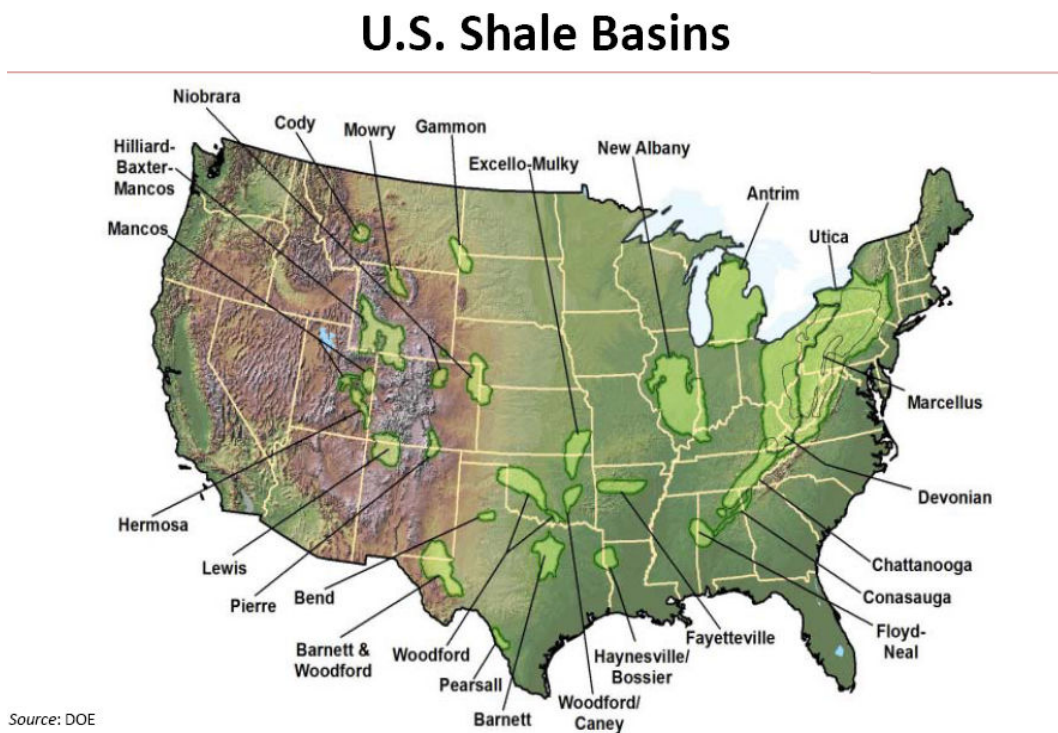 U.S. Shale Basins
Niobrara
Cody
Mowry
Gammon
Hilliard-
Baxter-
Mancos
Excello-Mulky
New Albany
Antrim
Mancos
Utica
Marcellus
Devonian
Hermosa
Lewis
Pierre
Bend
Chattanooga
Conasauga
Floyd-
Neal
Barnett &
Woodford
Woodford
Pearsall
Barnett
Woodford/
Caney
Haynesville/
Bossier
Fayetteville
Source: DOE